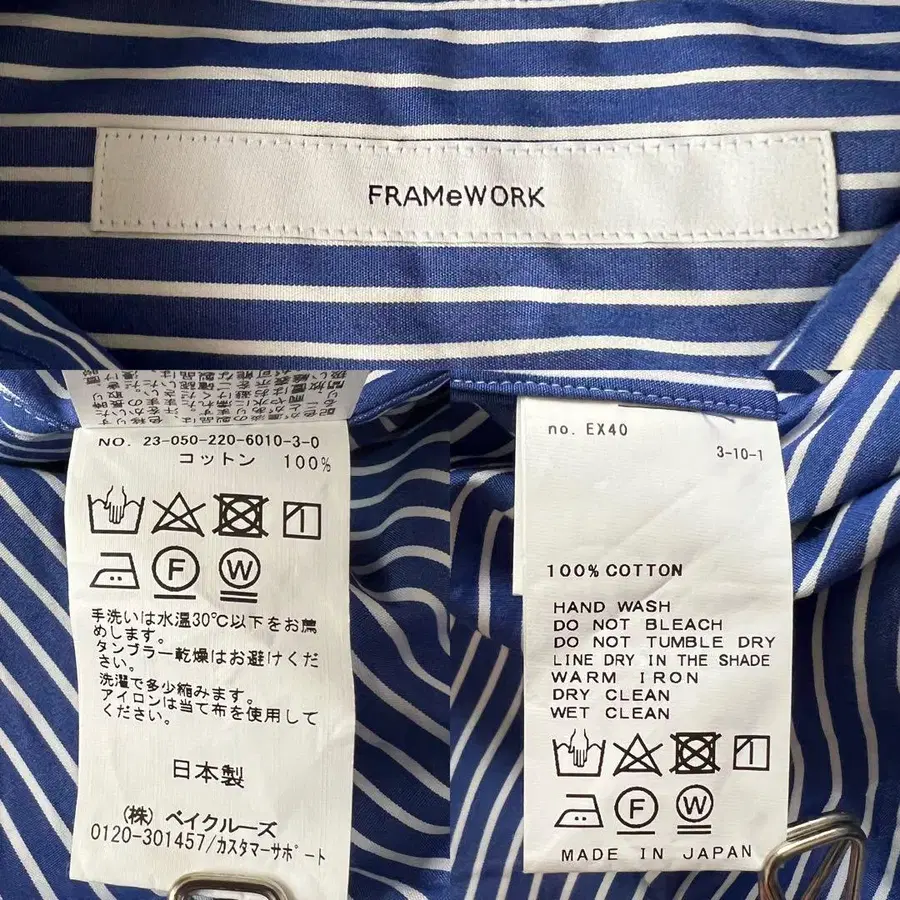 FRAMeWORK
NO. 23-050-220-6010-3-0
コットン 100%
F
W
手洗いは水温30℃以下をお薦
めします。
タンブラー乾燥はお避けくだ
さい。
洗濯で多少縮みます。
アイロンは当て布を使用して
ください。
日本製
(株) ベイクルーズ
0120-301457/カスタマーサポート
no. EX40
3-10-1
100% COTTON
HAND WASH
DO NOT BLEACH
DO NOT TUMBLE DRY
LINE DRY IN THE SHADE
WARM IRON
DRY CLEAN
WET CLEAN
F
W
MADE IN JAPAN